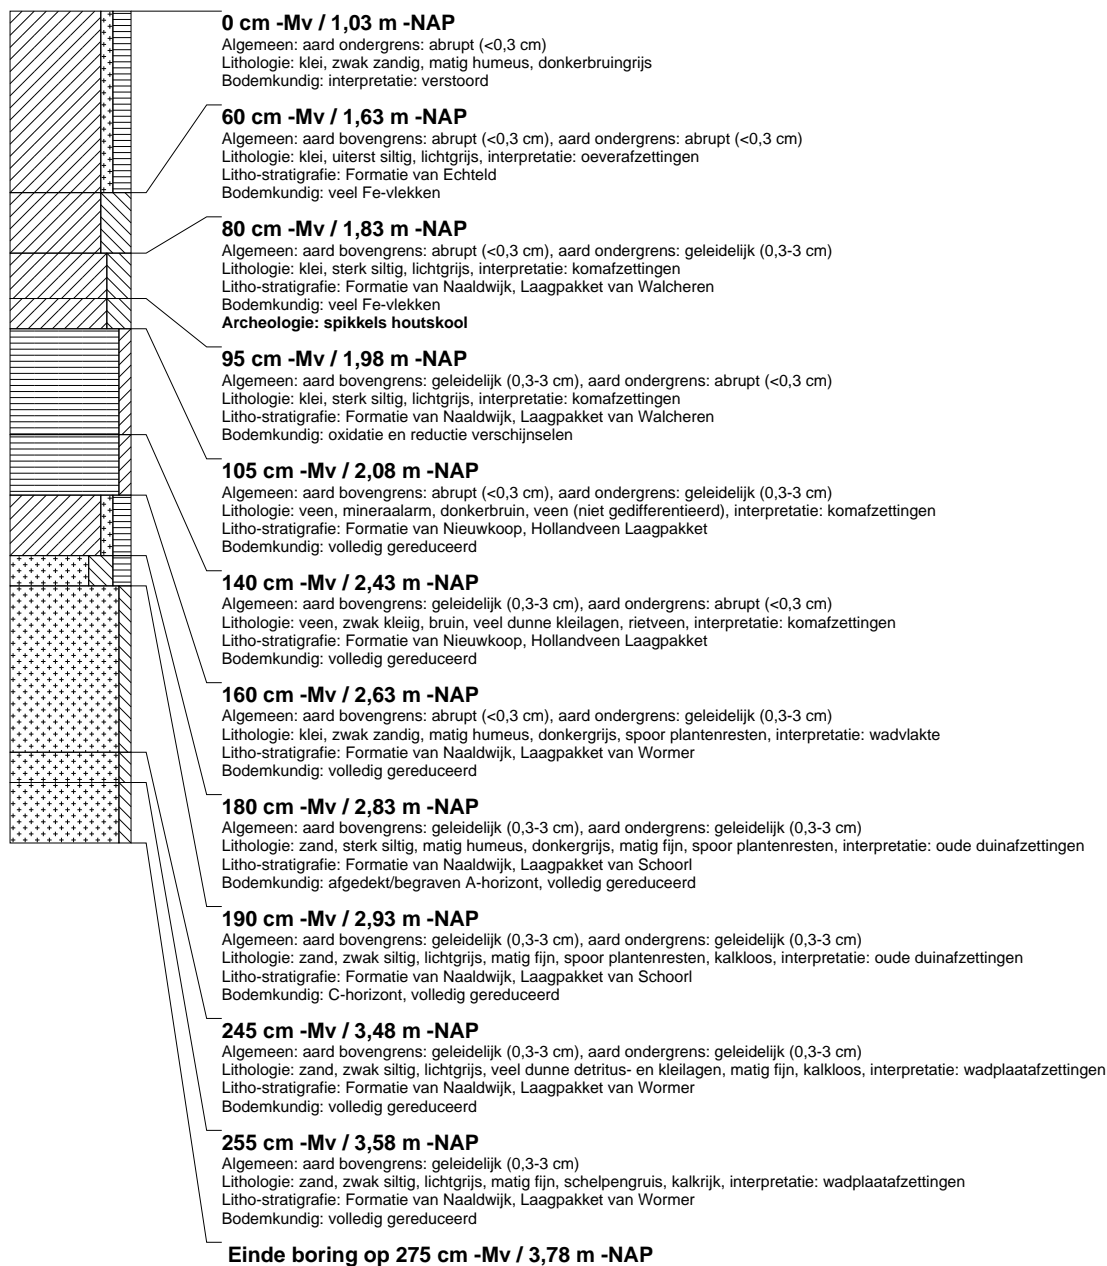 0 cm -Mv / 1,03 m -NAP
Algemeen: aard ondergrens: abrupt (<0,3 cm)
Lithologie: klei, zwak zandig, matig humeus, donkerbruingrijs
Bodemkundig: interpretatie: verstoord
60 cm -Mv / 1,63 m -NAP
Algemeen: aard bovengrens: abrupt (<0,3 cm), aard ondergrens: abrupt (<0,3 cm)
Lithologie: klei, uiterst siltig, lichtgrijs, interpretatie: oeverafzettingen
Litho-stratigrafie: Formatie van Echteld
Bodemkundig: veel Fe-vlekken
80 cm -Mv / 1,83 m -NAP
Algemeen: aard bovengrens: abrupt (<0,3 cm), aard ondergrens: geleidelijk (0,3-3 cm)
Lithologie: klei, sterk siltig, lichtgrijs, interpretatie: komafzettingen
Litho-stratigrafie: Formatie van Naaldwijk, Laagpakket van Walcheren
Bodemkundig: veel Fe-vlekken
Archeologie: spikkels houtskool
95 cm -Mv / 1,98 m -NAP
Algemeen: aard bovengrens: geleidelijk (0,3-3 cm), aard ondergrens: abrupt (<0,3 cm)
Lithologie: klei, sterk siltig, lichtgrijs, interpretatie: komafzettingen
Litho-stratigrafie: Formatie van Naaldwijk, Laagpakket van Walcheren
Bodemkundig: oxidatie en reductie verschijnselen
105 cm -Mv / 2,08 m -NAP
Algemeen: aard bovengrens: abrupt (<0,3 cm), aard ondergrens: geleidelijk (0,3-3 cm)
Lithologie: veen, mineraalarm, donkerbruin, veen (niet gedifferentieerd), interpretatie: komafzettingen
Litho-stratigrafie: Formatie van Nieuwkoop, Hollandveen Laagpakket
Bodemkundig: volledig gereduceerd
140 cm -Mv / 2,43 m -NAP
Algemeen: aard bovengrens: geleidelijk (0,3-3 cm), aard ondergrens: abrupt (<0,3 cm)
Lithologie: veen, zwak kleiig, bruin, veel dunne kleilagen, rietveen, interpretatie: komafzettingen
Litho-stratigrafie: Formatie van Nieuwkoop, Hollandveen Laagpakket
Bodemkundig: volledig gereduceerd
160 cm -Mv / 2,63 m -NAP
Algemeen: aard bovengrens: abrupt (<0,3 cm), aard ondergrens: geleidelijk (0,3-3 cm)
Lithologie: klei, zwak zandig, matig humeus, donkergrijs, spoor plantenresten, interpretatie: wadvlakte
Litho-stratigrafie: Formatie van Naaldwijk, Laagpakket van Wormer
Bodemkundig: volledig gereduceerd
180 cm -Mv / 2,83 m -NAP
Algemeen: aard bovengrens: geleidelijk (0,3-3 cm), aard ondergrens: geleidelijk (0,3-3 cm)
Lithologie: zand, sterk siltig, matig humeus, donkergrijs, matig fijn, spoor plantenresten, interpretatie: oude duinafzettingen
Litho-stratigrafie: Formatie van Naaldwijk, Laagpakket van Schoorl
Bodemkundig: afgedekt/begraven A-horizont, volledig gereduceerd
190 cm -Mv / 2,93 m -NAP
Algemeen: aard bovengrens: geleidelijk (0,3-3 cm), aard ondergrens: geleidelijk (0,3-3 cm)
Lithologie: zand, zwak siltig, lichtgrijs, matig fijn, spoor plantenresten, kalkloos, interpretatie: oude duinafzettingen
Litho-stratigrafie: Formatie van Naaldwijk, Laagpakket van Schoorl
Bodemkundig: C-horizont, volledig gereduceerd
245 cm -Mv / 3,48 m -NAP
Algemeen: aard bovengrens: geleidelijk (0,3-3 cm), aard ondergrens: geleidelijk (0,3-3 cm)
Lithologie: zand, zwak siltig, lichtgrijs, veel dunne detritus- en kleilagen, matig fijn, kalkloos, interpretatie: wadplaatafzettingen
Litho-stratigrafie: Formatie van Naaldwijk, Laagpakket van Wormer
Bodemkundig: volledig gereduceerd
255 cm -Mv / 3,58 m -NAP
Algemeen: aard bovengrens: geleidelijk (0,3-3 cm)
Lithologie: zand, zwak siltig, lichtgrijs, matig fijn, schelpengruis, kalkrijk, interpretatie: wadplaatafzettingen
Litho-stratigrafie: Formatie van Naaldwijk, Laagpakket van Wormer
Bodemkundig: volledig gereduceerd
Einde boring op 275 cm -Mv / 3,78 m -NAP